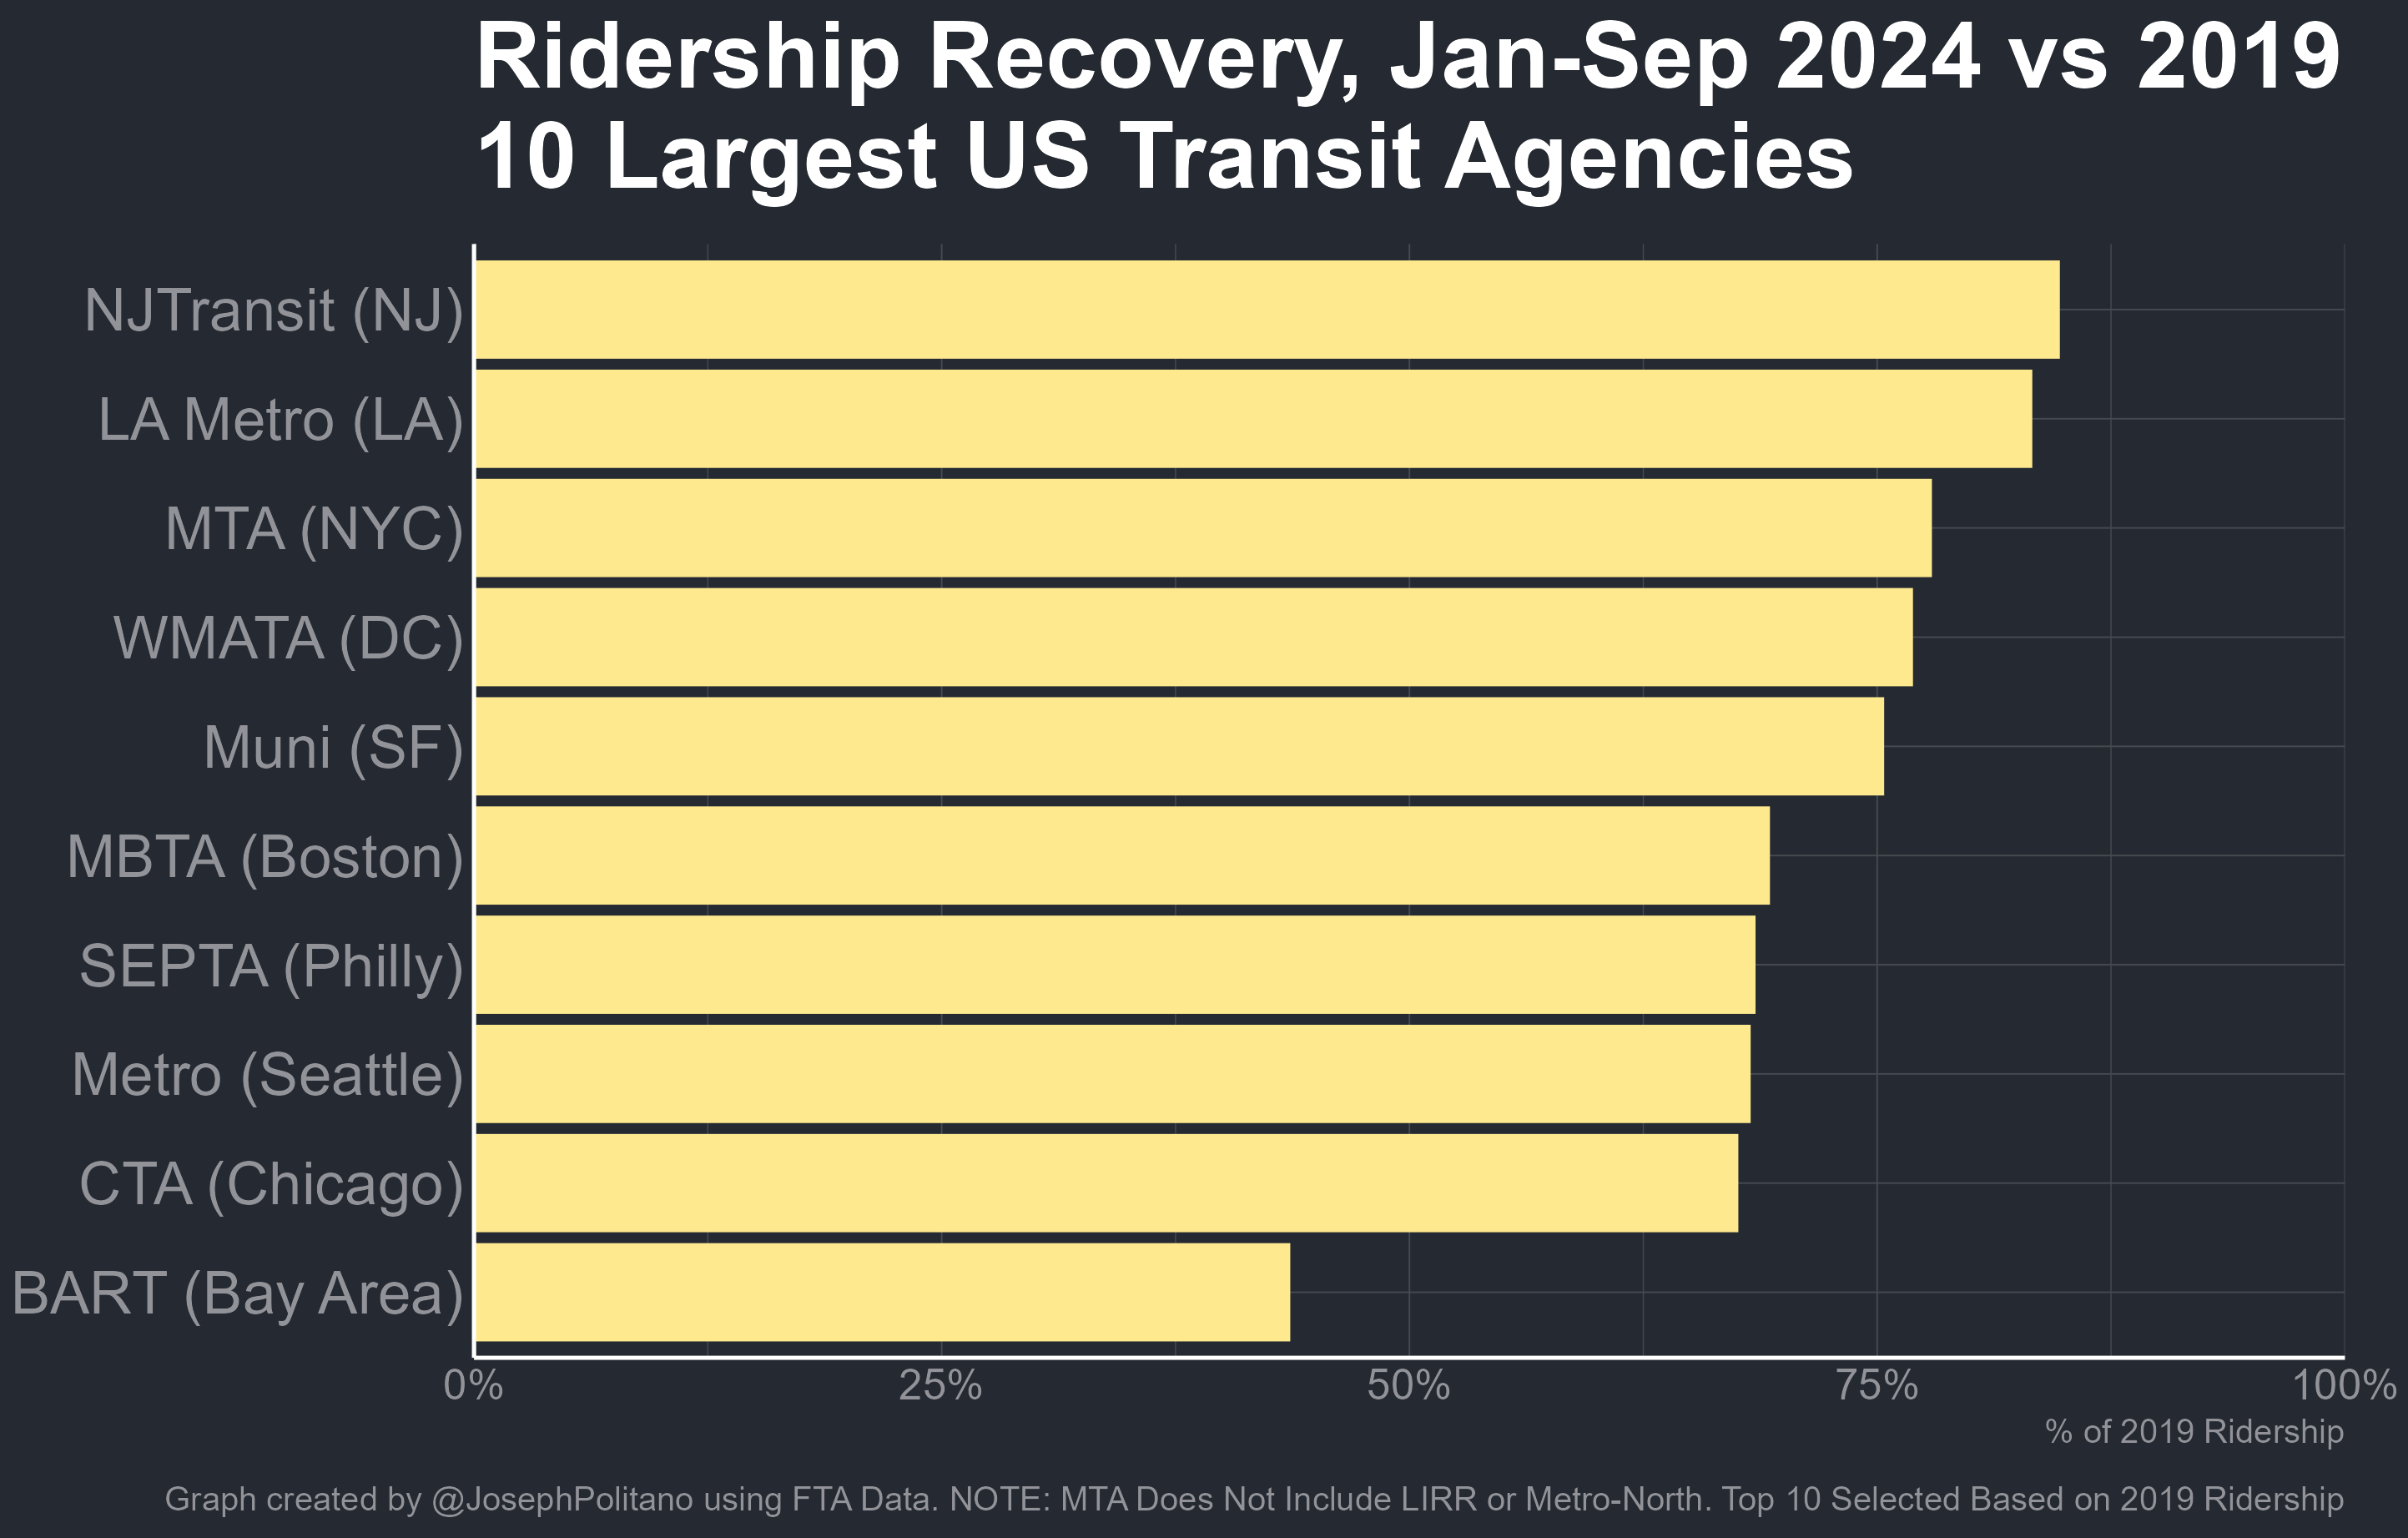 Ridership Recovery, Jan-Sep 2024 vs 2019
10 Largest US Transit Agencies
NJTransit (NJ)
LA Metro (LA)
MTA (NYC)
WMATA (DC)
Muni (SF)
MBTA (Boston)
SEPTA (Philly)
Metro (Seattle)
CTA (Chicago)
BART (Bay Area)
0% 25% 50% 75% 100%
% of 2019 Ridership
Graph created by @JosephPolitano using FTA Data. NOTE: MTA Does Not Include LIRR or Metro-North. Top 10 Selected Based on 2019 Ridership